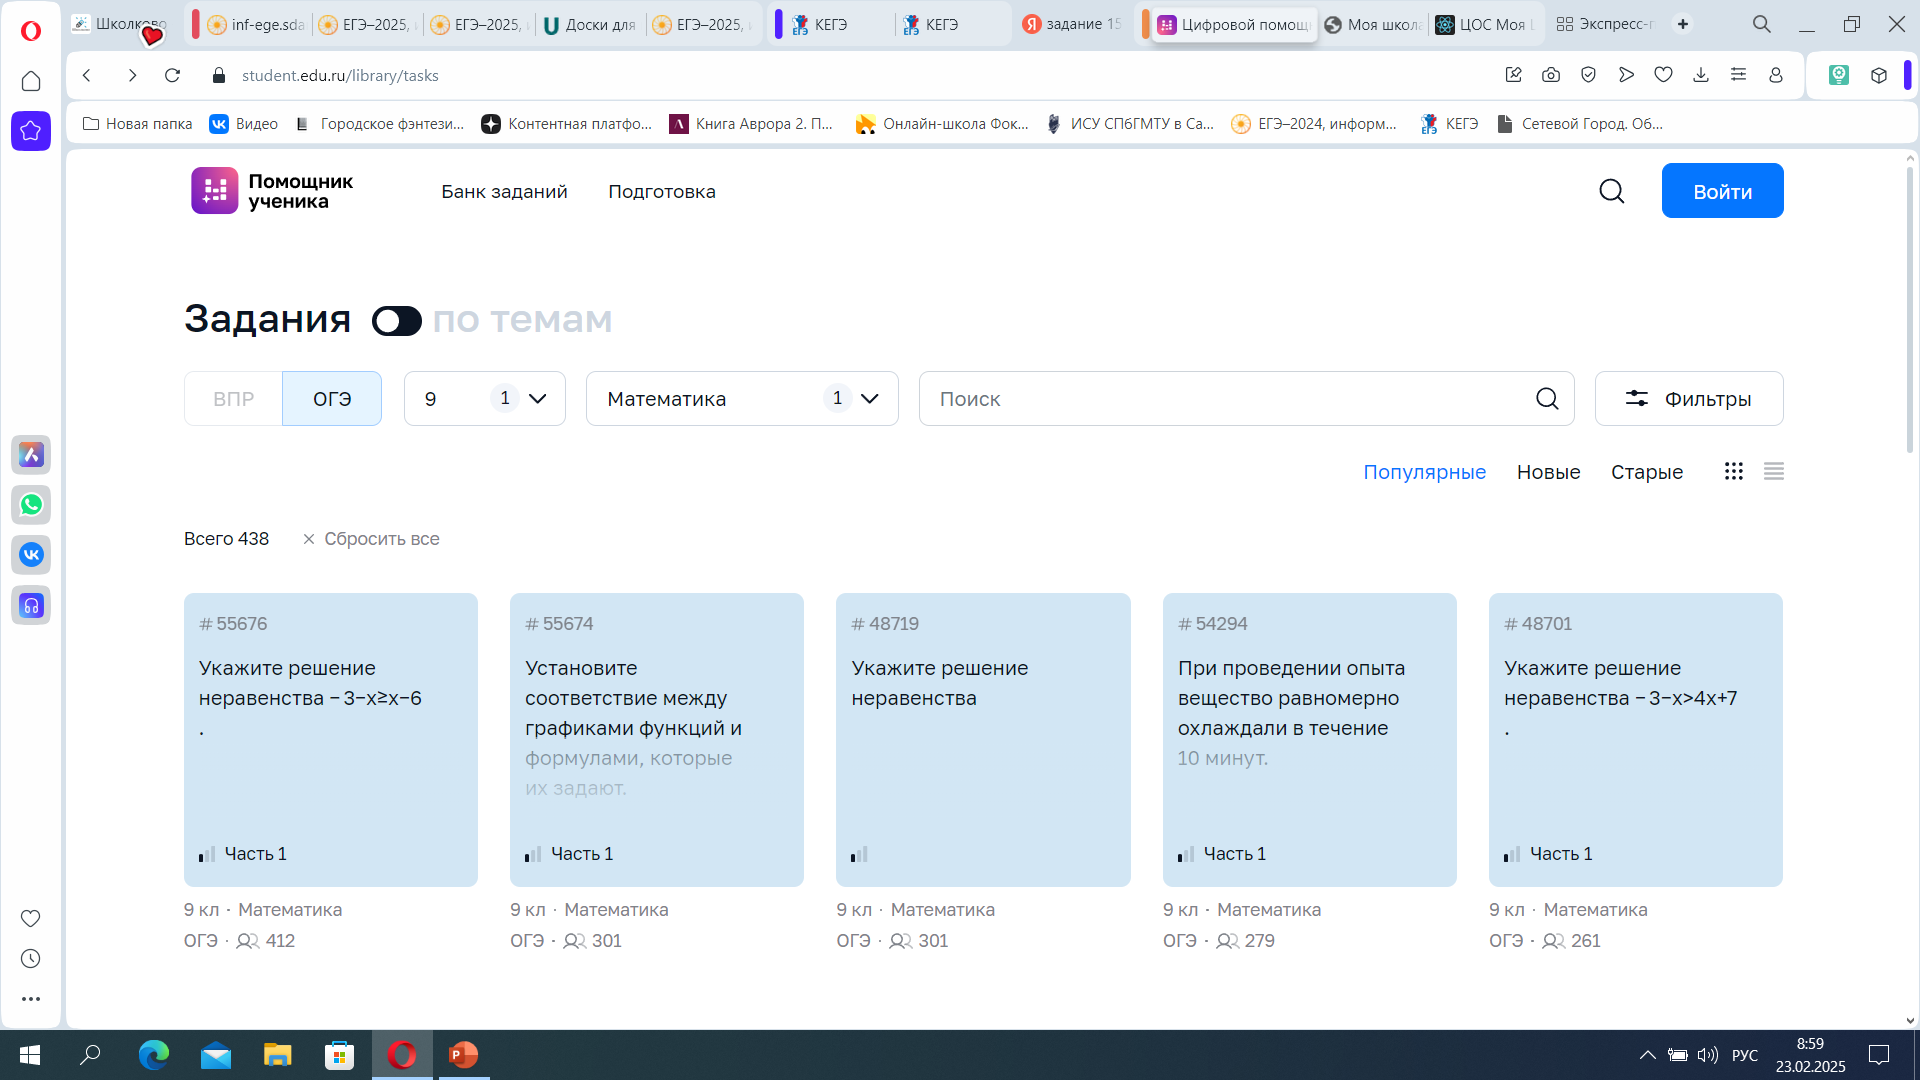 Школково
inf-ege.sda
ЕГЭ–2025,
ЕГЭ–2025,
Доски для
ЕГЭ–2025,
КЕГЭ
КЕГЭ
задание 15
Цифровой помощ
Моя школа
ЦОС Моя
Экспресс-
student.edu.ru/library/tasks
Новая папка
Видео
Городское фэнтези...
Контентная платфо...
Книга Аврора 2. П...
Онлайн-школа Фок...
ИСУ СПбГМТУ в Са...
ЕГЭ–2024, информ...
КЕГЭ
Сетевой Город. Об...
Помощник
ученика
Банк заданий
Подготовка
Войти
Задания по темам
ВПР
ОГЭ
9 1
Математика 1
Поиск
Фильтры
Популярные Новые Старые
Всего 438
× Сбросить все
# 55676
Укажите решение
неравенства −3−x≥x−6
.
Часть 1
9 кл · Математика
ОГЭ · 412
# 55674
Установите
соответствие между
графиками функций и
формулами, которые
их задают.
Часть 1
9 кл · Математика
ОГЭ · 301
# 48719
Укажите решение
неравенства
9 кл · Математика
ОГЭ · 301
# 54294
При проведении опыта
вещество равномерно
охлаждали в течение
10 минут.
Часть 1
9 кл · Математика
ОГЭ · 279
# 48701
Укажите решение
неравенства −3−x>4x+7
.
Часть 1
9 кл · Математика
ОГЭ · 261
РУС
8:59
23.02.2025